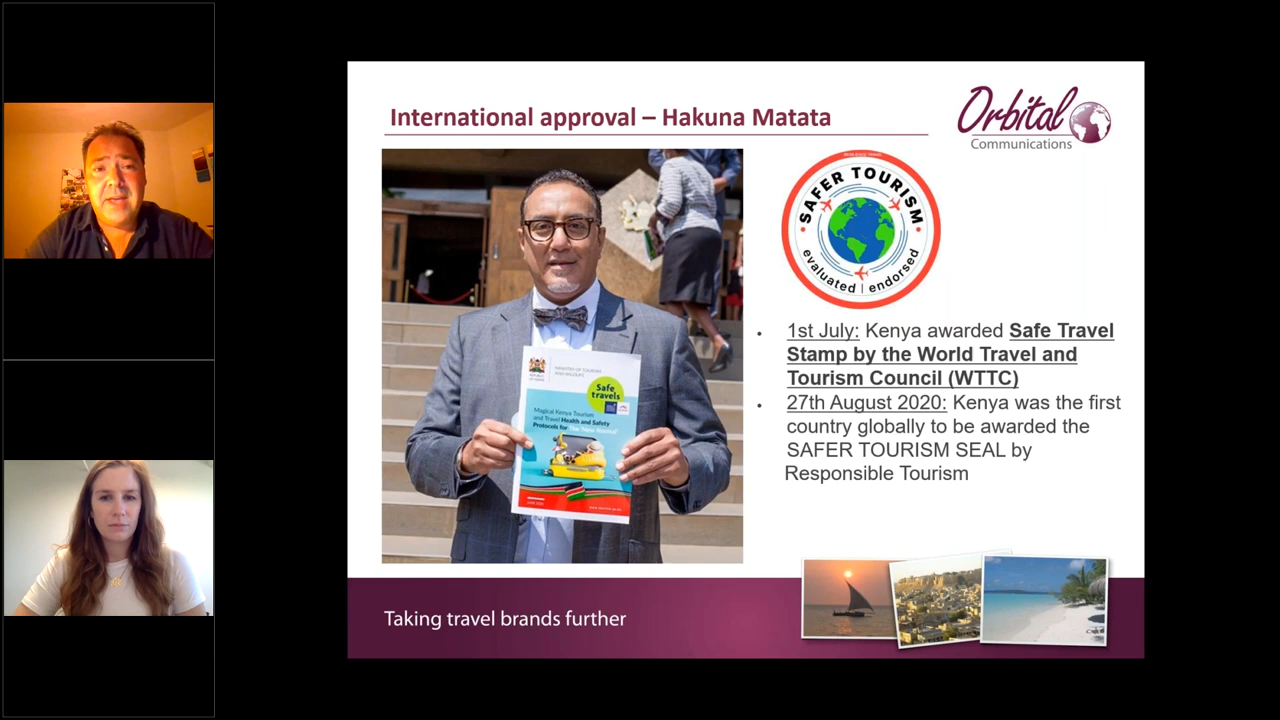 International approval – Hakuna Matata
Orbital
Communications
SAFER TOURISM
evaluated | endorsed
MINISTRY OF TOURISM
AND WILDLIFE
Safe
travels
Magical Kenya Tourism
and Travel Health and Safety
Protocols for The 'New Normal'
• 1st July: Kenya awarded Safe Travel
Stamp by the World Travel and
Tourism Council (WTTC)
• 27th August 2020: Kenya was the first
country globally to be awarded the
SAFER TOURISM SEAL by
Responsible Tourism
Taking travel brands further